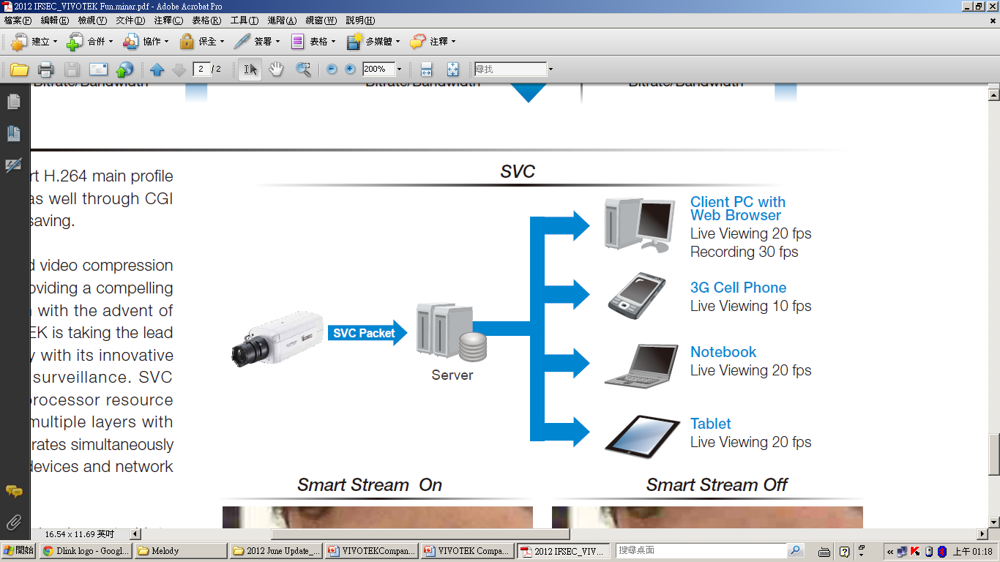 2012 IFSEC_VIVOTEK Fun.minar.pdf - Adobe Acrobat Pro
檔案(F) 編輯(E) 檢視(V) 文件(D) 注釋(C) 表格(R) 工具(T) 進階(A) 視窗(W) 說明(H)
建立 合併 協作 保全 簽署 表格 多媒體 注釋
2 / 2 200% 尋找
Bitrate/Bandwidth Bitrate/Bandwidth Bitrate/Bandwidth
rt H.264 main profile
as well through CGI
saving.
d video compression
oviding a compelling
with the advent of
EK is taking the lead
y with its innovative
surveillance. SVC
processor resource
multiple layers with
rates simultaneously
devices and network
SVC
SVC Packet
Server
Client PC with
Web Browser
Live Viewing 20 fps
Recording 30 fps
3G Cell Phone
Live Viewing 10 fps
Notebook
Live Viewing 20 fps
Tablet
Live Viewing 20 fps
Smart Stream On Smart Stream Off
16.54 x 11.69 英吋
開始 Dlink logo - Googl... Melody 2012 June Update_... VIVOTEKCompan... VIVOTEK Compa... 2012 IFSEC_VIV... 搜尋桌面 上午 01:18